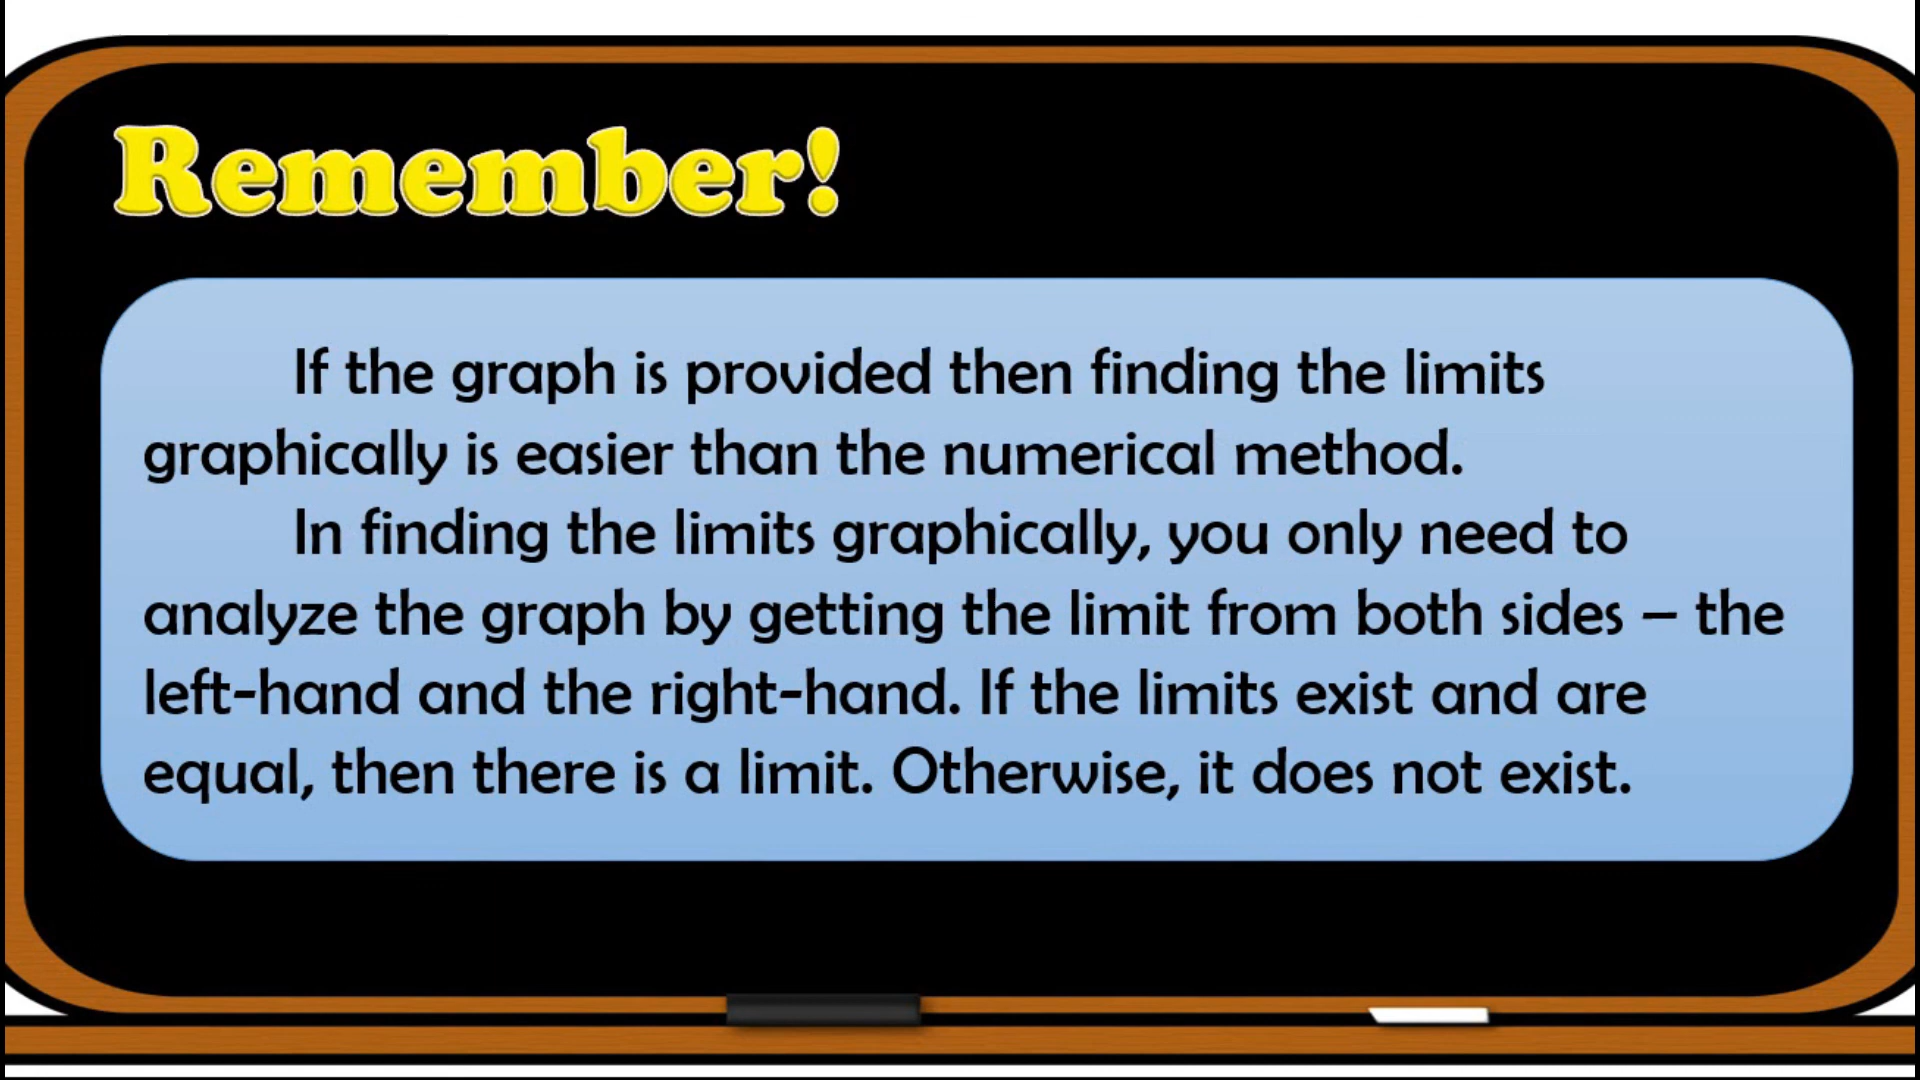 Remember!
If the graph is provided then finding the limits
graphically is easier than the numerical method.
In finding the limits graphically, you only need to
analyze the graph by getting the limit from both sides – the
left-hand and the right-hand. If the limits exist and are
equal, then there is a limit. Otherwise, it does not exist.